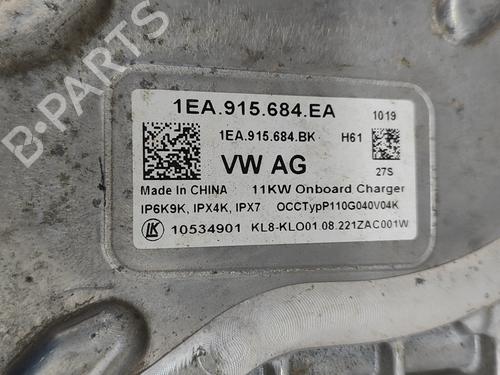 1EA.915.684.EA 1019
1EA.915.684.BK H61
VW AG 27S
Made In CHINA 11KW Onboard Charger
IP6K9K, IPX4K, IPX7 OCCTypP110G040V04K
LK 10534901 KL8-KLO01.08.221ZAC001W
B-PARTS